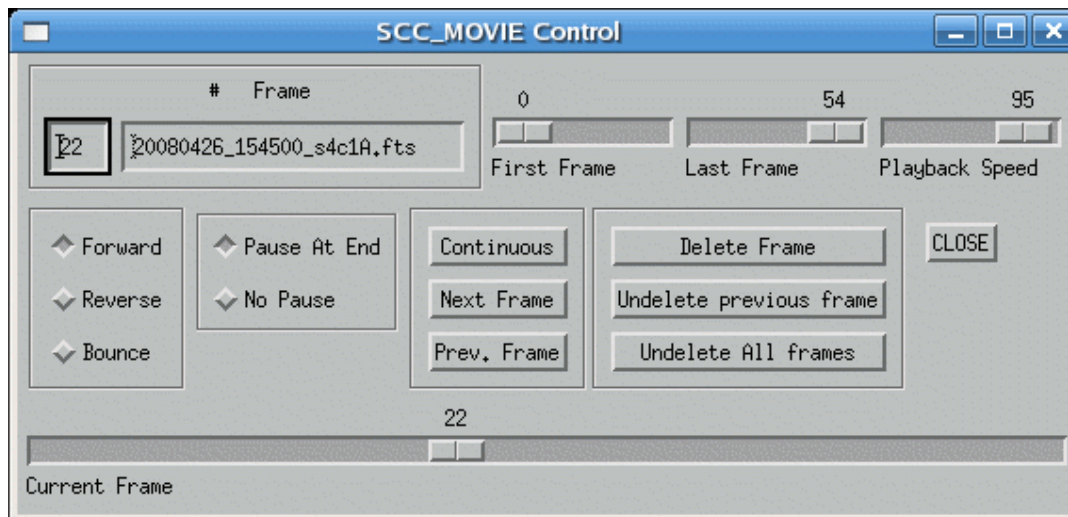 SCC_MOVIE Control
# Frame
22 20080426_154500_s4c1A.fts
0
First Frame
54
Last Frame
95
Playback Speed
Forward
Reverse
Bounce
Pause At End
No Pause
Continuous
Next Frame
Prev. Frame
Delete Frame
Undelete previous frame
Undelete All frames
CLOSE
22
Current Frame